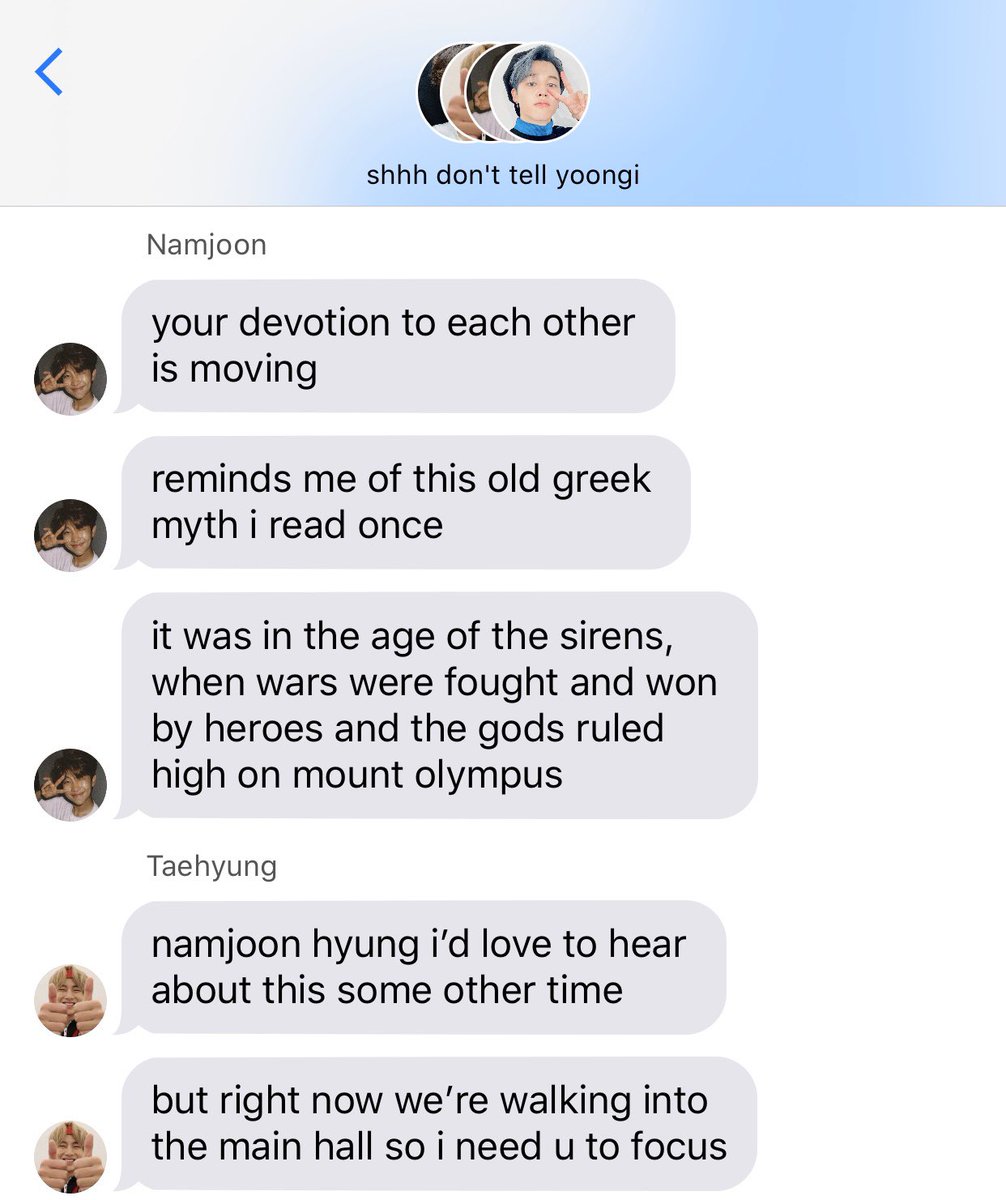 shhh don't tell yoongi
Namjoon
your devotion to each other
is moving
reminds me of this old greek
myth i read once
it was in the age of the sirens,
when wars were fought and won
by heroes and the gods ruled
high on mount olympus
Taehyung
namjoon hyung i’d love to hear
about this some other time
but right now we’re walking into
the main hall so i need u to focus